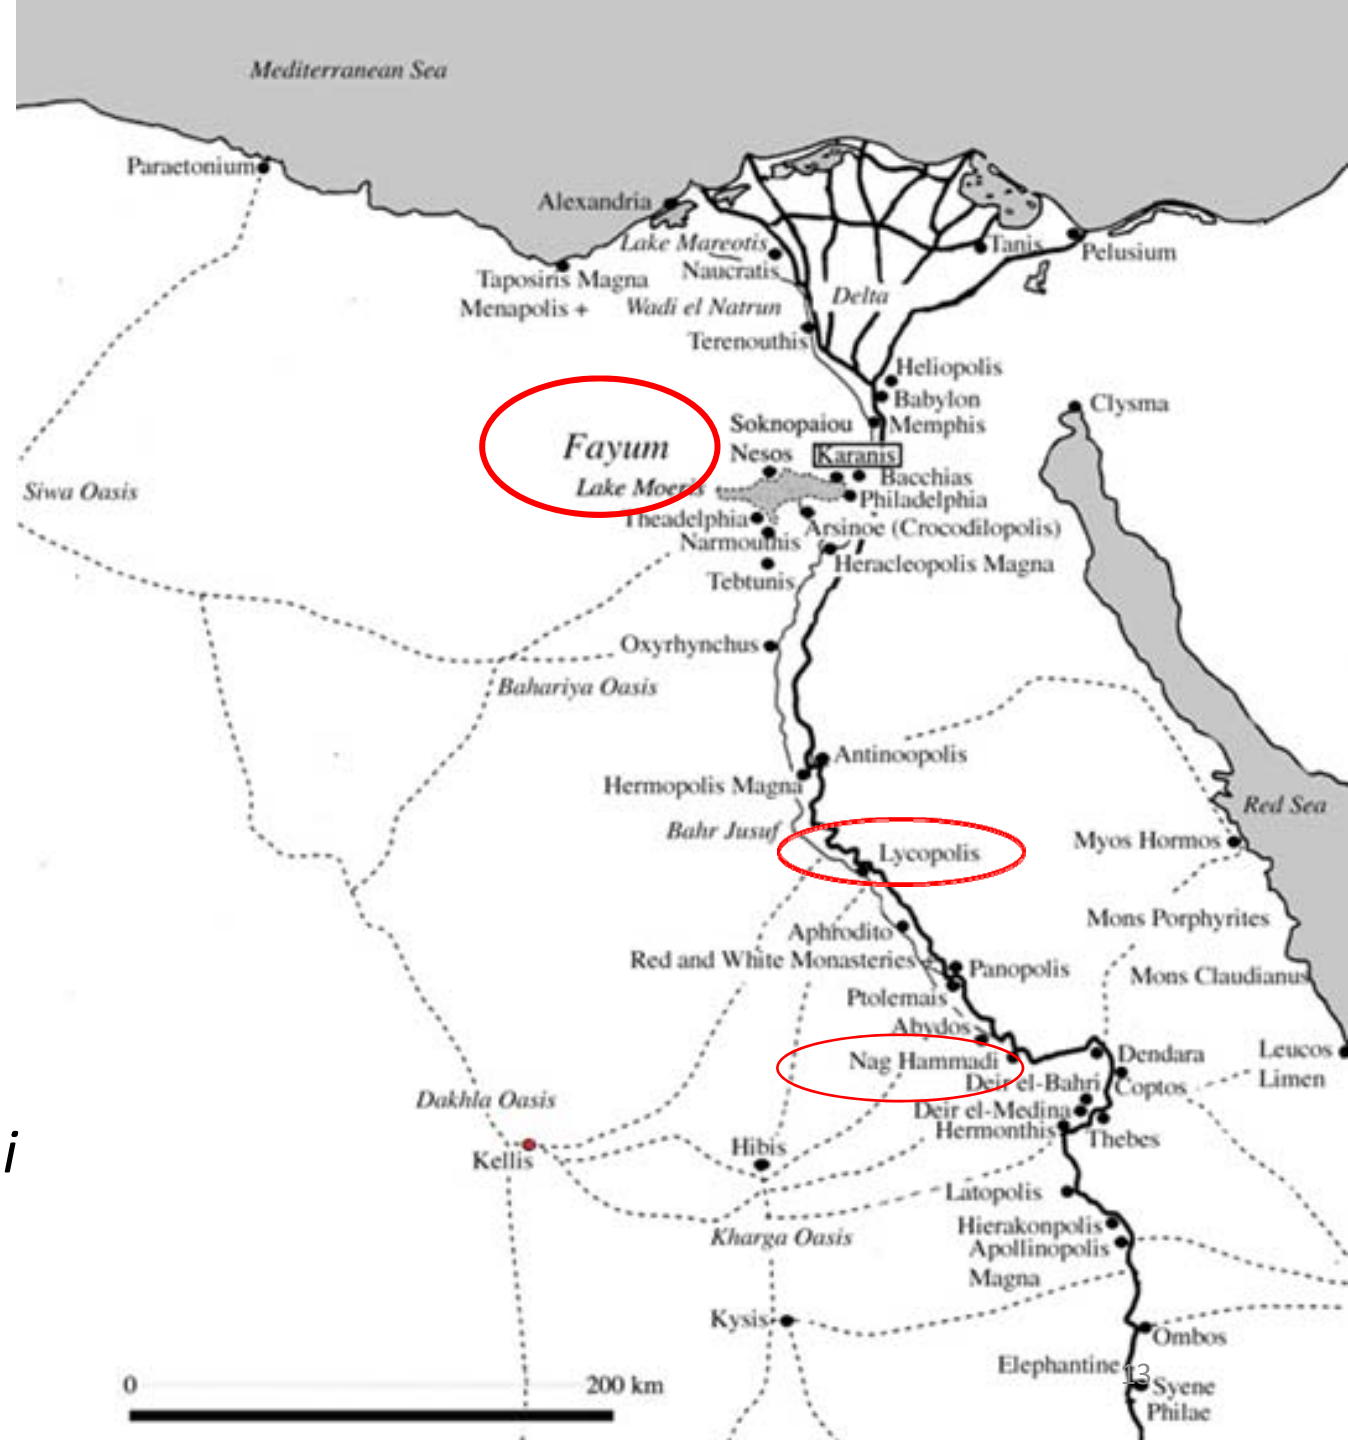 Mediterranean Sea
Paraetonium
Alexandria
Lake Mareotis
Tanis
Pelusium
Naucratis
Taposiris Magna
Delta
Menapolis +
Wadi el Natrun
Terenouthis
Heliopolis
Babylon
Clysma
Soknopaiou
Memphis
Fayum
Nesos
Karanis
Bacchias
Siwa Oasis
Lake Moeris
Philadelphia
Theadelphia
Arsinoe (Crocodilopolis)
Narmouthis
Heracleopolis Magna
Tebtunis
Oxyrhynchus
Bahariya Oasis
Antinoopolis
Hermopolis Magna
Red Sea
Bahr Jusuf
Myos Hormos
Lycopolis
Mons Porphyrites
Aphrodito
Red and White Monasteries
Panopolis
Mons Claudianus
Ptolemais
Abydos
Nag Hammadi
Dendara
Leucos
Limen
Deir el-Bahri
Coptos
Dakhla Oasis
Deir el-Medina
Hermonthis
Thebes
i
Kellis
Hibis
Latopolis
Hierakonpolis
Kharga Oasis
Apollinopolis
Magna
Kysis
Ombos
Elephantine
13
Syene
Philae
0
200 km